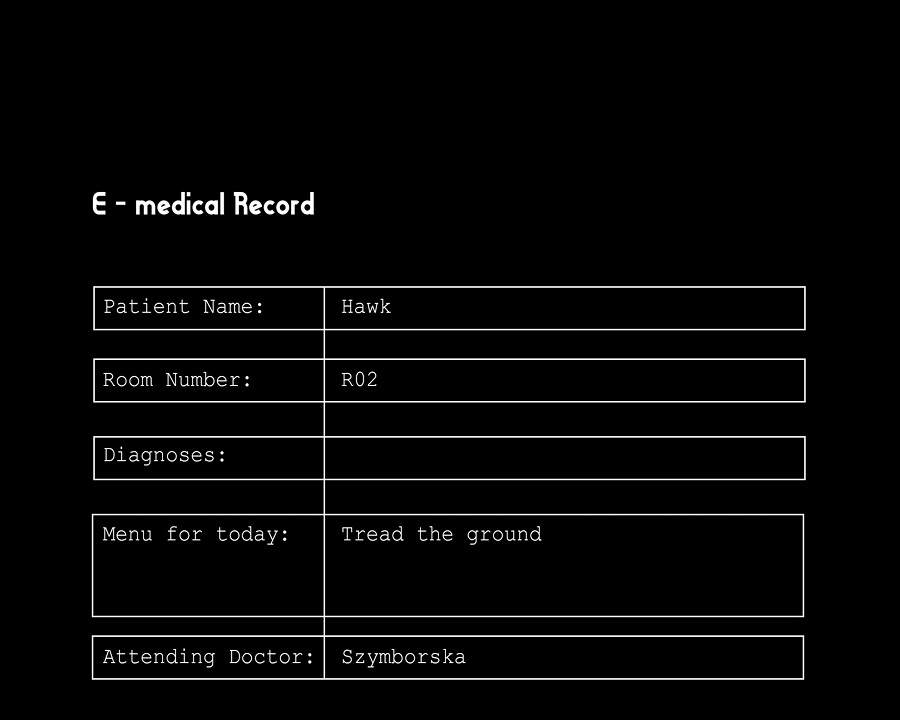 E - medical Record
Patient Name: Hawk
Room Number: R02
Diagnoses:
Menu for today: Tread the ground
Attending Doctor: Szymborska